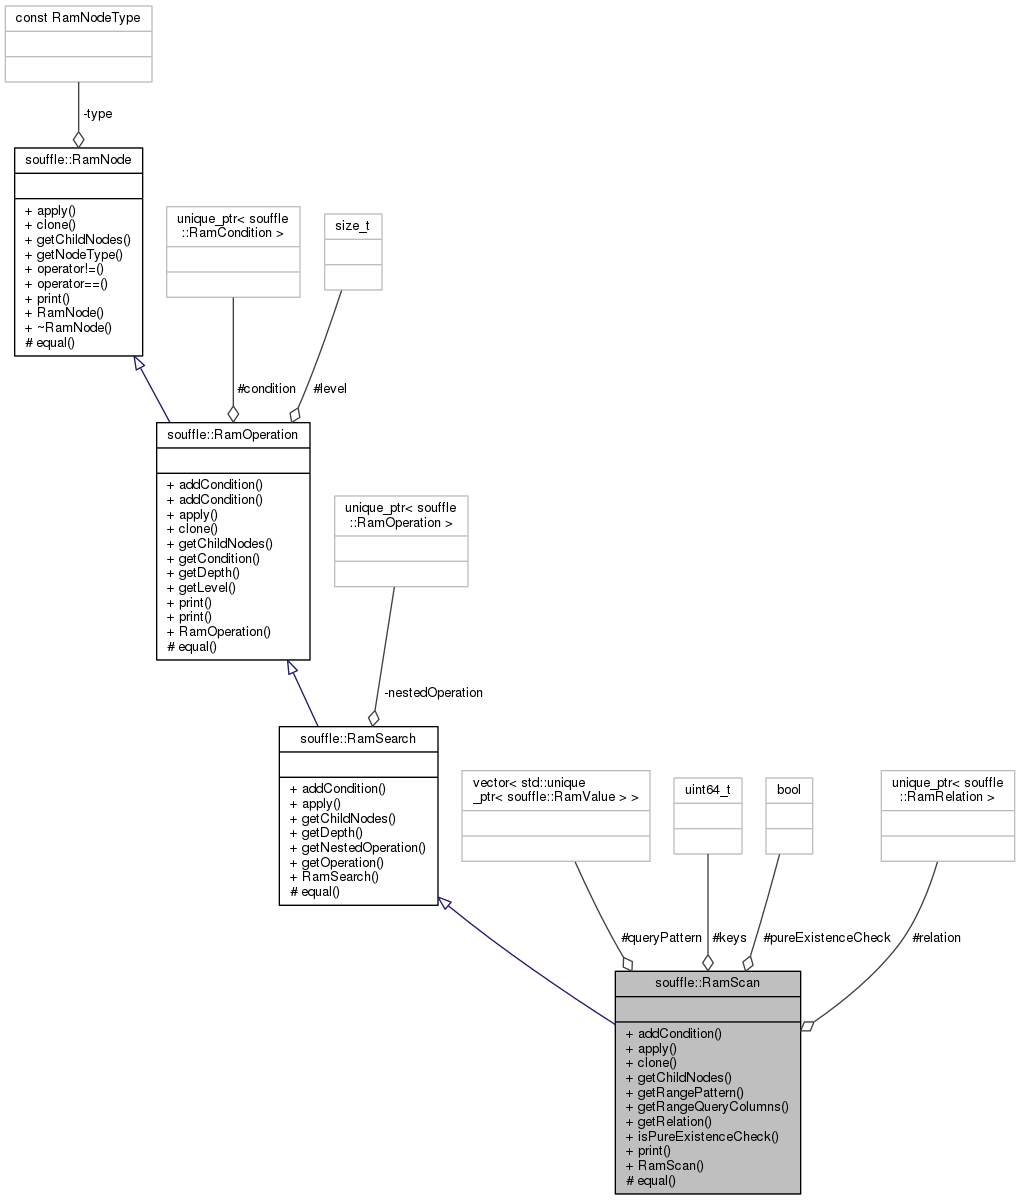 const RamNodeType
-type
souffle::RamNode
+ apply()
+ clone()
+ getChildNodes()
+ getNodeType()
+ operator!=()
+ operator==()
+ print()
+ RamNode()
+ ~RamNode()
# equal()
unique_ptr< souffle
::RamCondition >
size_t
#condition
#level
souffle::RamOperation
+ addCondition()
+ addCondition()
+ apply()
+ clone()
+ getChildNodes()
+ getCondition()
+ getDepth()
+ getLevel()
+ print()
+ print()
+ RamOperation()
# equal()
unique_ptr< souffle
::RamOperation >
-nestedOperation
souffle::RamSearch
+ addCondition()
+ apply()
+ getChildNodes()
+ getDepth()
+ getNestedOperation()
+ getOperation()
+ RamSearch()
# equal()
vector< std::unique
_ptr< souffle::RamValue > >
uint64_t
bool
unique_ptr< souffle
::RamRelation >
#queryPattern
#keys
#pureExistenceCheck
#relation
souffle::RamScan
+ addCondition()
+ apply()
+ clone()
+ getChildNodes()
+ getRangePattern()
+ getRangeQueryColumns()
+ getRelation()
+ isPureExistenceCheck()
+ print()
+ RamScan()
# equal()